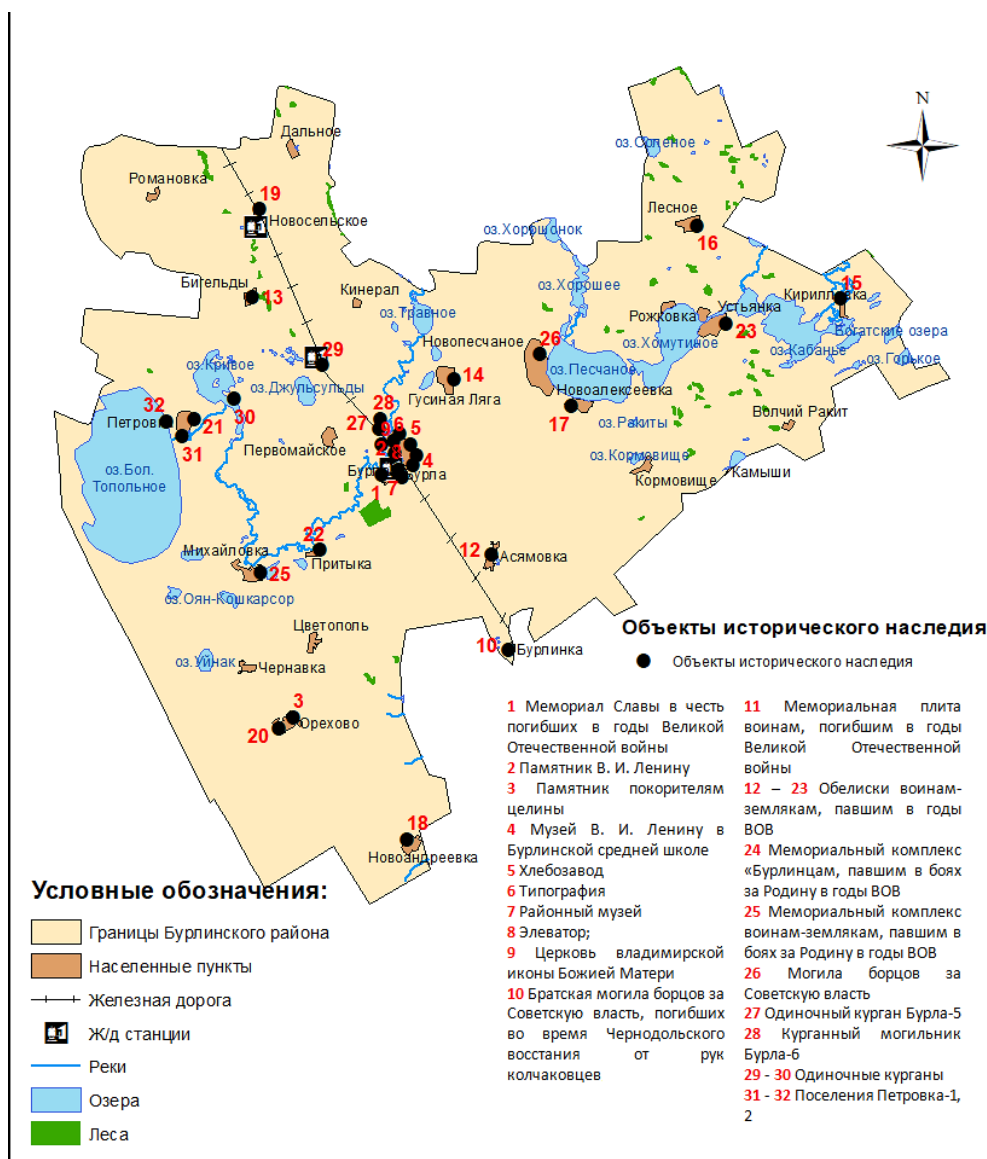 N
Дальное
оз.Соленое
Романовка
19
Лесное
Новосельское
оз.Хорошонок
16
Бигельды
13
Кинерал
оз.Хорошее
15
Кирилловка
Рожковка
Устьянка
оз.Травное
23
Богатские озера
Новопесчаное
26
оз.Хомутиное
оз.Кабанье
29
оз.Горькое
оз.Кривое
оз.Песчаное
оз.Джульсульды
14
Новоалексеевка
Гусиная Ляга
32
30
28
17
оз.Ракиты
Волчий Ракит
Петровка
21
27
9
6
5
31
Первомайское
2
8
4
оз.Кормовище
Камыши
оз.Бол.
Топольное
Бурла
7
Бурла
Кормовище
1
22
Михайловка
Притыка
12
Асямовка
25
оз.Оян-Кошкарсор
Цветополь
10
Бурлинка
оз.Уйнак
Чернавка
3
Орехово
20
18
Новоандреевка
Объекты исторического наследия
Объекты исторического наследия
1 Мемориал Славы в честь
погибших в годы Великой
Отечественной войны
2 Памятник В. И. Ленину
3 Памятник покорителям
целины
4 Музей В. И. Ленину в
Бурлинской средней школе
5 Хлебозавод
6 Типография
7 Районный музей
8 Элеватор;
9 Церковь владимирской
иконы Божией Матери
10 Братская могила борцов за
Советскую власть, погибших
во время Чернодольского
восстания от рук
колчаковцев
11 Мемориальная плита
воинам, погибшим в годы
Великой Отечественной
войны
12 – 23 Обелиски воинам-
землякам, павшим в годы
ВОВ
24 Мемориальный комплекс
«Бурлинцам, павшим в боях
за Родину в годы ВОВ
25 Мемориальный комплекс
воинам-землякам, павшим в
боях за Родину в годы ВОВ
26 Могила борцов за
Советскую власть
27 Одиночный курган Бурла-5
28 Курганный могильник
Бурла-6
29 - 30 Одиночные курганы
31 - 32 Поселения Петровка-1,
2
Условные обозначения:
Границы Бурлинского района
Населенные пункты
Железная дорога
Ж/д станции
Реки
Озера
Леса